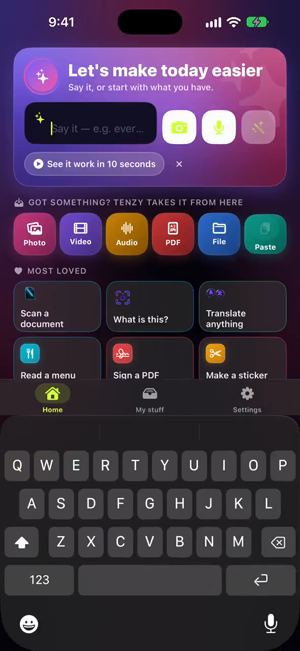 9:41
Let's make today easier
Say it, or start with what you have.
Say it — e.g. ever...
See it work in 10 seconds
GOT SOMETHING? TENZY TAKES IT FROM HERE
Photo
Video
Audio
PDF
File
Paste
MOST LOVED
Scan a
document
What is this?
Translate
anything
Read a menu
Sign a PDF
Make a sticker
Home
My stuff
Settings
Q W E R T Y U I O P
A S D F G H J K L
Z X C V B N M
123